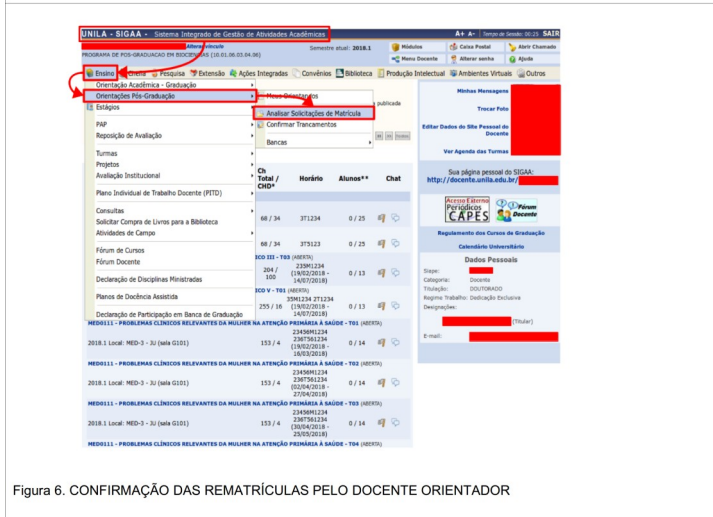 UNILA - SIGAA - Sistema Integrado de Gestão de Atividades Acadêmicas
A+ A- | Tempo de Sessão: 00:25 SAIR
Alterar vínculo
Semestre atual: 2018.1
PROGRAMA DE PÓS-GRADUACAO EM BIOCIÊNCIAS (10.01.06.03.04.06)
Módulos
Caixa Postal
Abrir Chamado
Menu Docente
Alterar senha
Ajuda
Ensino Chefia Pesquisa Extensão Ações Integradas Convênios Biblioteca Produção Intelectual Ambientes Virtuais Outros
Orientação Acadêmica - Graduação
Orientações Pós-Graduação
Estágios
PAP
Reposição de Avaliação
Turmas
Projetos
Avaliação Institucional
Plano Individual de Trabalho Docente (PITD)
Consultas
Solicitar Compra de Livros para a Biblioteca
Atividades de Campo
Fórum de Cursos
Fórum Docente
Declaração de Disciplinas Ministradas
Planos de Docência Assistida
Declaração de Participação em Banca de Graduação
Meus Orientandos
Analisar Solicitações de Matrícula
Confirmar Trancamentos
Bancas
publicada
Ch Total / CHD* Horário Alunos** Chat
68 / 34 3T1234 0 / 25
68 / 34 3T5123 0 / 25
ICO III - T03 (ABERTA)
204 / 100 235M1234 (19/02/2018 - 14/07/2018) 0 / 13
ICO V - T01 (ABERTA)
255 / 16 35M1234 2T1234 (19/02/2018 - 14/07/2018) 0 / 13
MED0111 - PROBLEMAS CLÍNICOS RELEVANTES DA MULHER NA ATENÇÃO PRIMÁRIA À SAÚDE - T01 (ABERTA)
2018.1 Local: MED-3 - JU (sala G101) 153 / 4 23456M1234 236T561234 (19/02/2018 - 16/03/2018) 0 / 14
MED0111 - PROBLEMAS CLÍNICOS RELEVANTES DA MULHER NA ATENÇÃO PRIMÁRIA À SAÚDE - T02 (ABERTA)
2018.1 Local: MED-3 - JU (sala G101) 153 / 4 23456M1234 236T561234 (02/04/2018 - 27/04/2018) 0 / 14
MED0111 - PROBLEMAS CLÍNICOS RELEVANTES DA MULHER NA ATENÇÃO PRIMÁRIA À SAÚDE - T03 (ABERTA)
2018.1 Local: MED-3 - JU (sala G101) 153 / 4 23456M1234 236T561234 (30/04/2018 - 25/05/2018) 0 / 14
MED0111 - PROBLEMAS CLÍNICOS RELEVANTES DA MULHER NA ATENÇÃO PRIMÁRIA À SAÚDE - T04 (ABERTA)
Minhas Mensagens
Trocar Foto
Editar Dados do Site Pessoal do Docente
Ver Agenda das Turmas
Sua página pessoal do SIGAA:
http://docente.unila.edu.br/
Acesso Externo
Periódicos
CAPES
Fórum Docente
Regulamento dos Cursos de Graduação
Calendário Universitário
Dados Pessoais
Siape:
Categoria: Docente
Titulação: DOUTORADO
Regime Trabalho: Dedicação Exclusiva
Designações:
(Titular)
E-mail:
Figura 6. CONFIRMAÇÃO DAS REMATRÍCULAS PELO DOCENTE ORIENTADOR